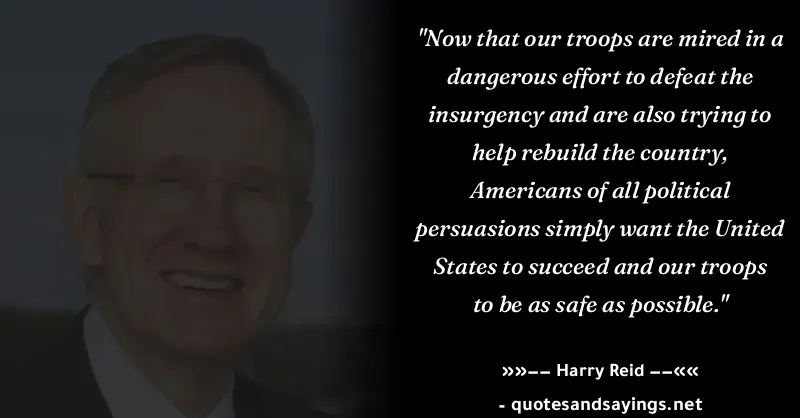 "Now that our troops are mired in a
dangerous effort to defeat the
insurgency and are also trying to
help rebuild the country,
Americans of all political
persuasions simply want the United
States to succeed and our troops
to be as safe as possible."
»»–– Harry Reid ––««
- quotesandsayings.net